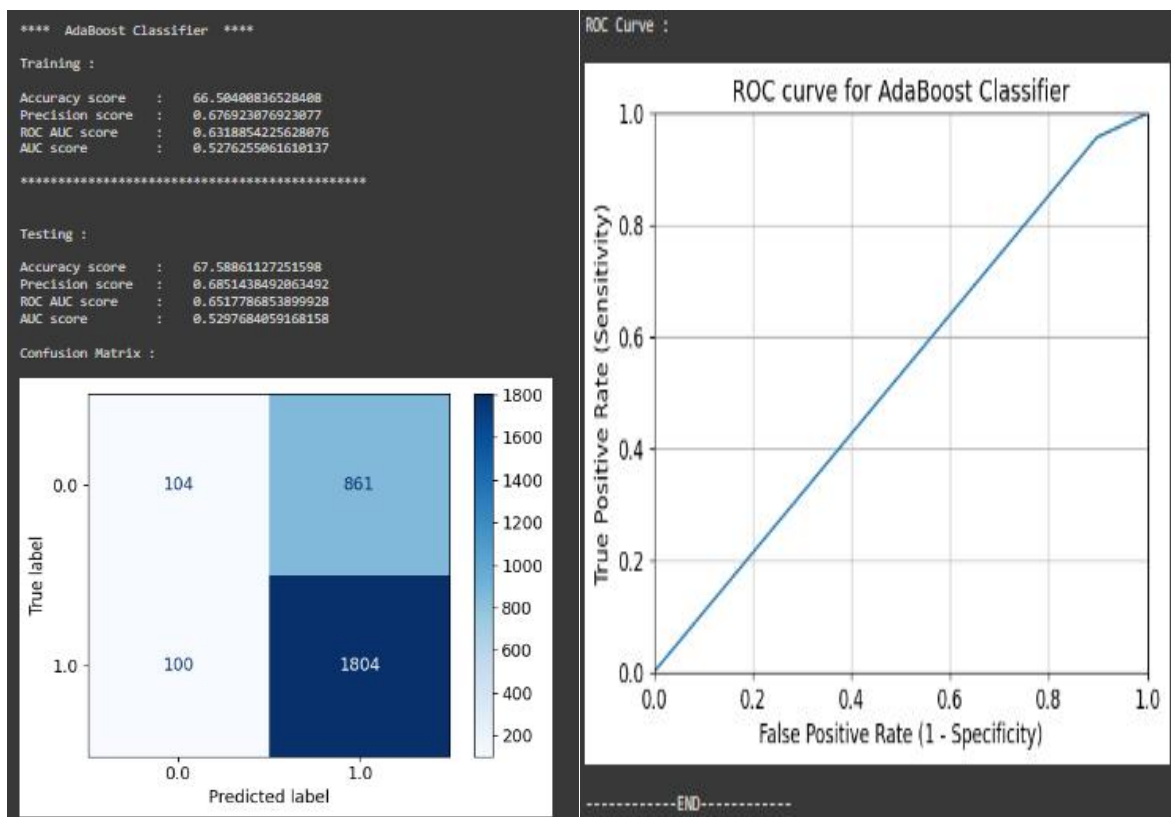 **** AdaBoost Classifier ****
Training :
Accuracy score : 66.50400836528408
Precision score : 0.676923076923077
ROC AUC score : 0.6318854225628076
AUC score : 0.5276255061610137
**********************************************
Testing :
Accuracy score : 67.58861127251598
Precision score : 0.6851438492063492
ROC AUC score : 0.6517786853899928
AUC score : 0.5297684059168158
Confusion Matrix :
1800
1600
1400
1200
1000
800
600
400
200
True label
0.0
104
861
1.0
100
1804
0.0
1.0
Predicted label
ROC Curve :
ROC curve for AdaBoost Classifier
True Positive Rate (Sensitivity)
1.0
0.8
0.6
0.4
0.2
0.0
0.0
0.2
0.4
0.6
0.8
1.0
False Positive Rate (1 - Specificity)
------------END------------